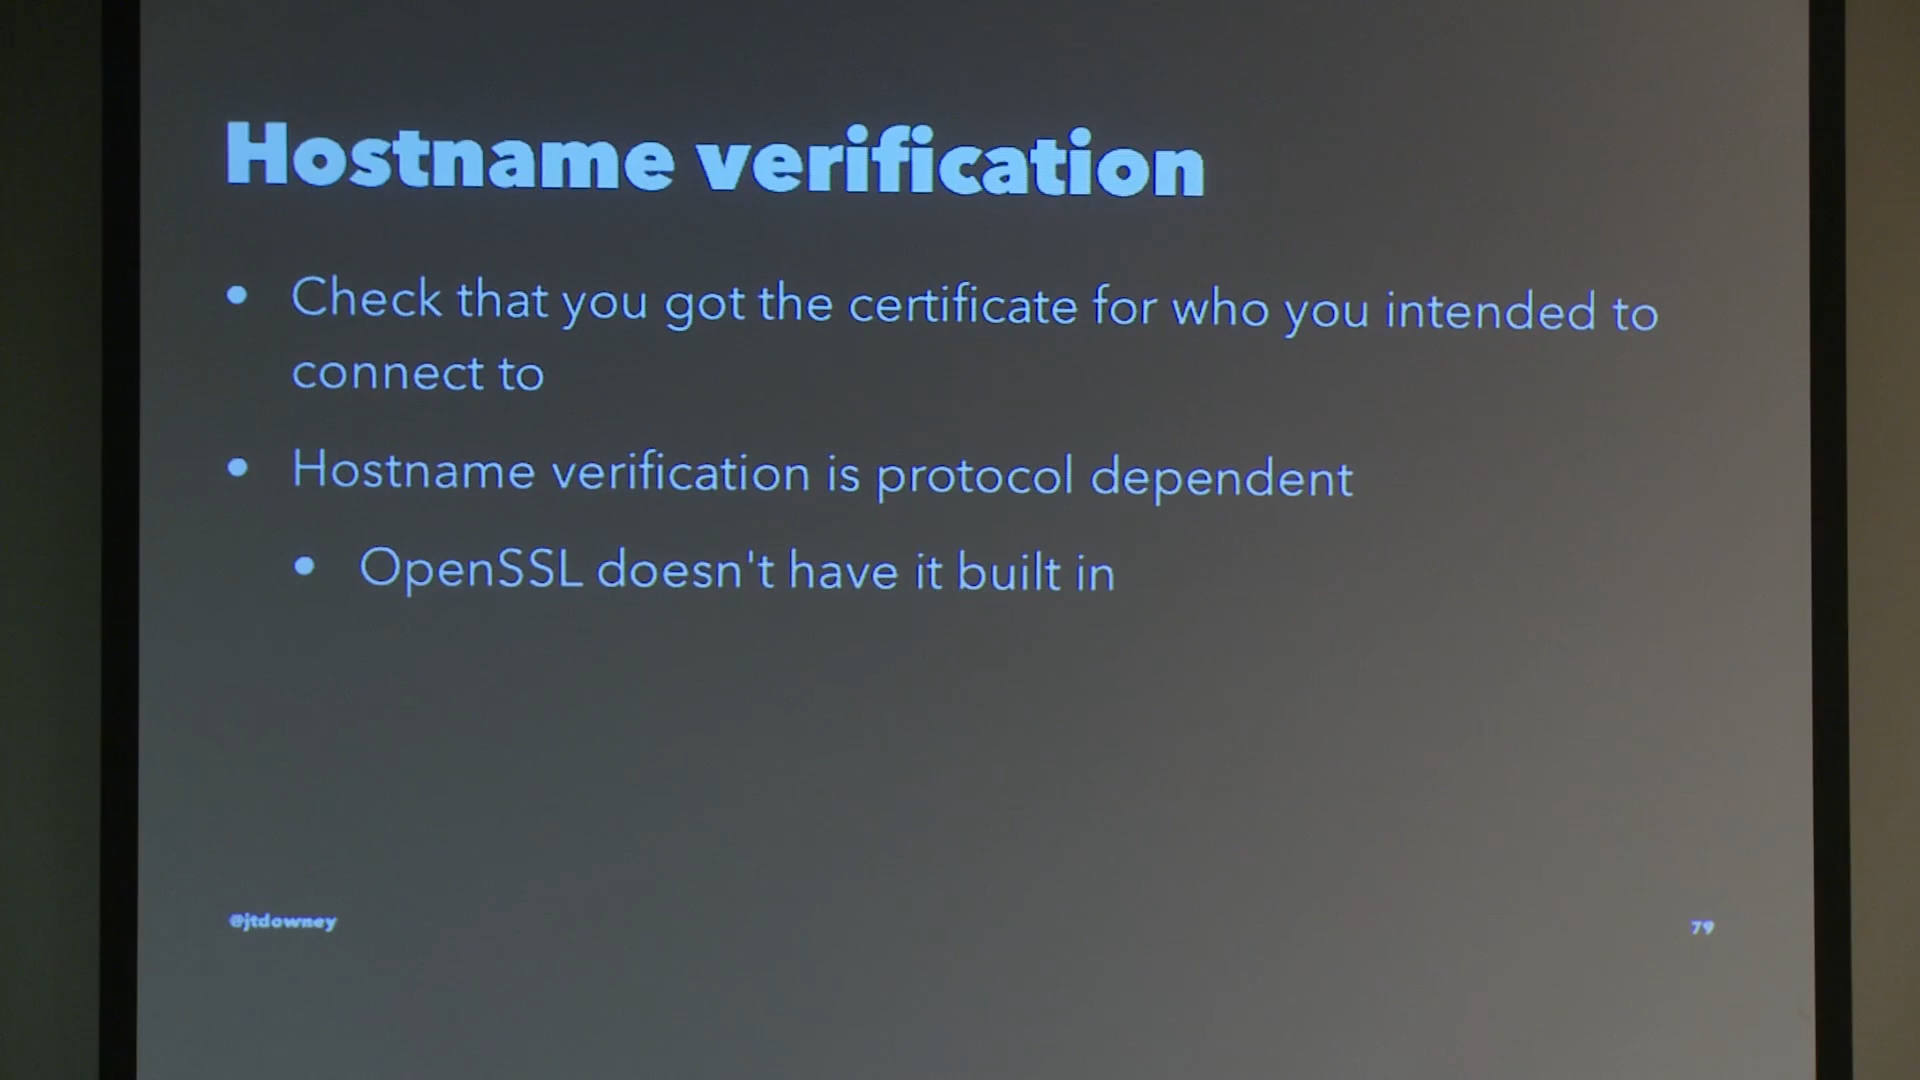 Hostname verification
• Check that you got the certificate for who you intended to
connect to
• Hostname verification is protocol dependent
• OpenSSL doesn't have it built in
@jtdowney
79